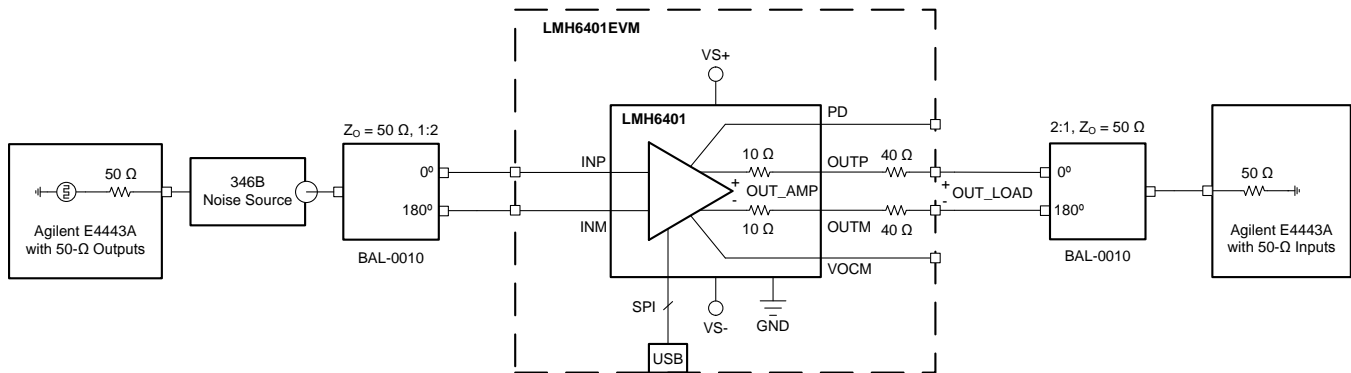 LMH6401EVM
VS+
LMH6401
PD
Z₀ = 50 Ω, 1:2
2:1, Z₀ = 50 Ω
50 Ω
346B
Noise Source
0º
180º
INP
INM
10 Ω
OUTP
40 Ω
+
-
OUT_AMP
10 Ω
OUTM
40 Ω
+
-
OUT_LOAD
0º
180º
50 Ω
Agilent E4443A
with 50-Ω Outputs
BAL-0010
VOCM
BAL-0010
Agilent E4443A
with 50-Ω Inputs
SPI
VS-
GND
USB